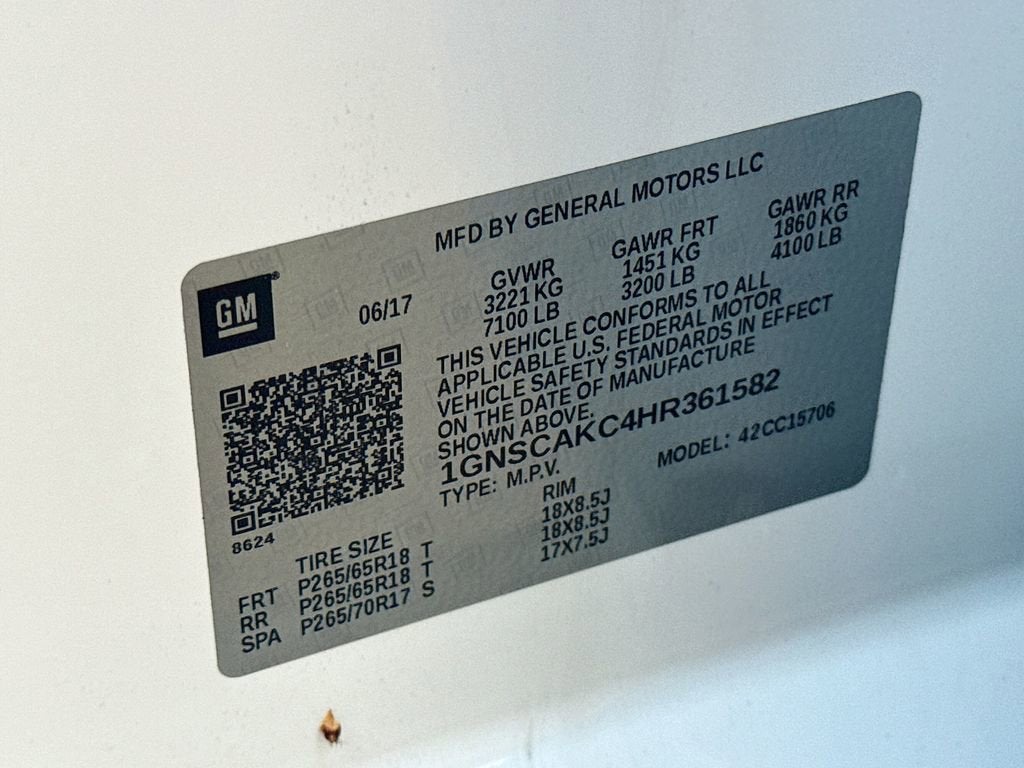 MFD BY GENERAL MOTORS LLC
GM
06/17
GVWR GAWR FRT GAWR RR
3221 KG 1451 KG 1860 KG
7100 LB 3200 LB 4100 LB
THIS VEHICLE CONFORMS TO ALL
APPLICABLE U.S. FEDERAL MOTOR
VEHICLE SAFETY STANDARDS IN EFFECT
ON THE DATE OF MANUFACTURE
SHOWN ABOVE.
1GNSCAKC4HR361582
TYPE: M.P.V. MODEL: 42CC15706
8624
TIRE SIZE RIM
FRT P265/65R18 T 18X8.5J
RR P265/65R18 T 18X8.5J
SPA P265/70R17 S 17X7.5J